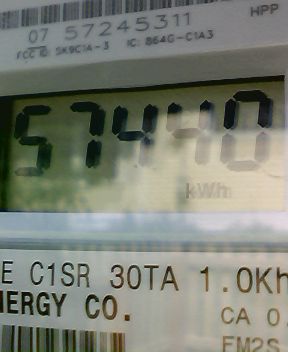 HPP
07 57245311
FCC ID: SK9C1A-3 IC: 864G-C1A3
57440
kWh
E C1SR 30TA 1.0Kh
NERGY CO.
CA 0.
FM2S